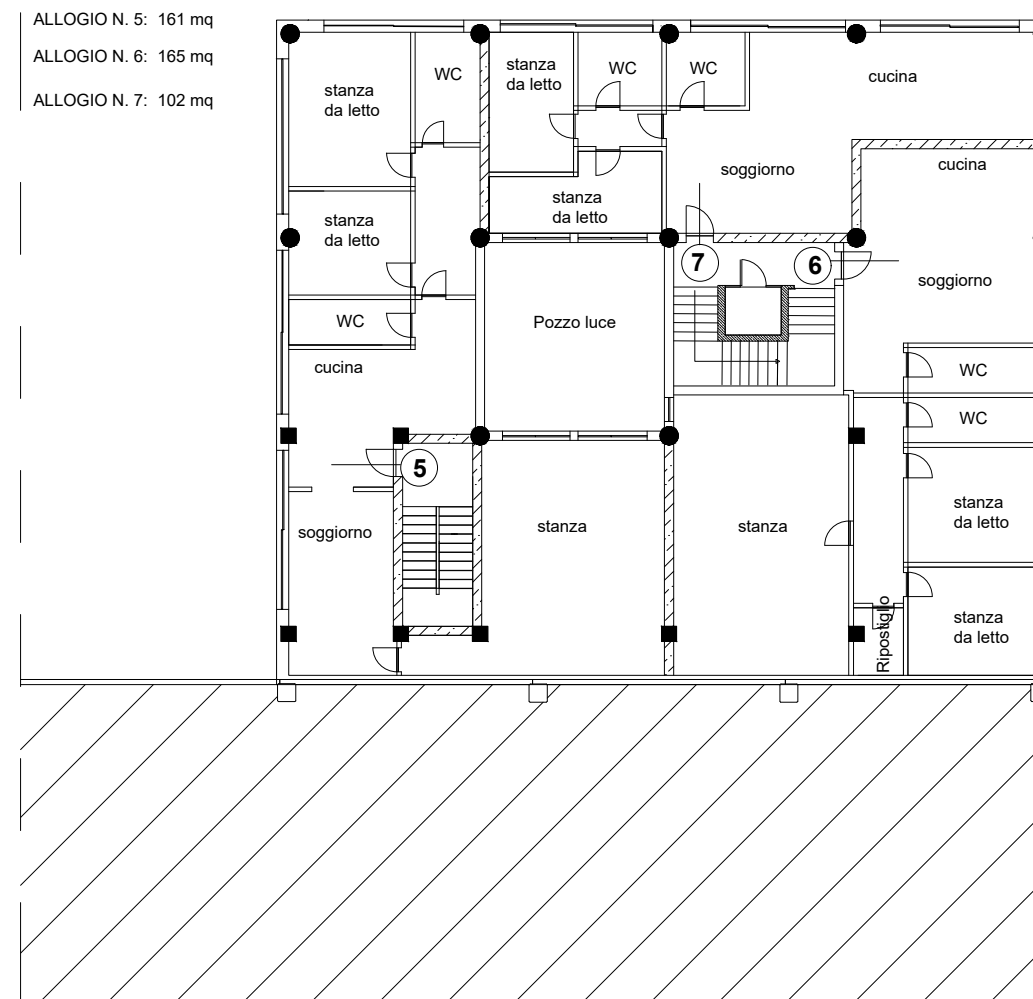 ALLOGIO N. 5: 161 mq
ALLOGIO N. 6: 165 mq
ALLOGIO N. 7: 102 mq
stanza
da letto
WC
stanza
da letto
WC
WC
cucina
cucina
soggiorno
stanza
da letto
stanza
da letto
7
6
soggiorno
WC
Pozzo luce
cucina
WC
WC
5
soggiorno
stanza
stanza
stanza
da letto
stanza
da letto
Ripostiglio